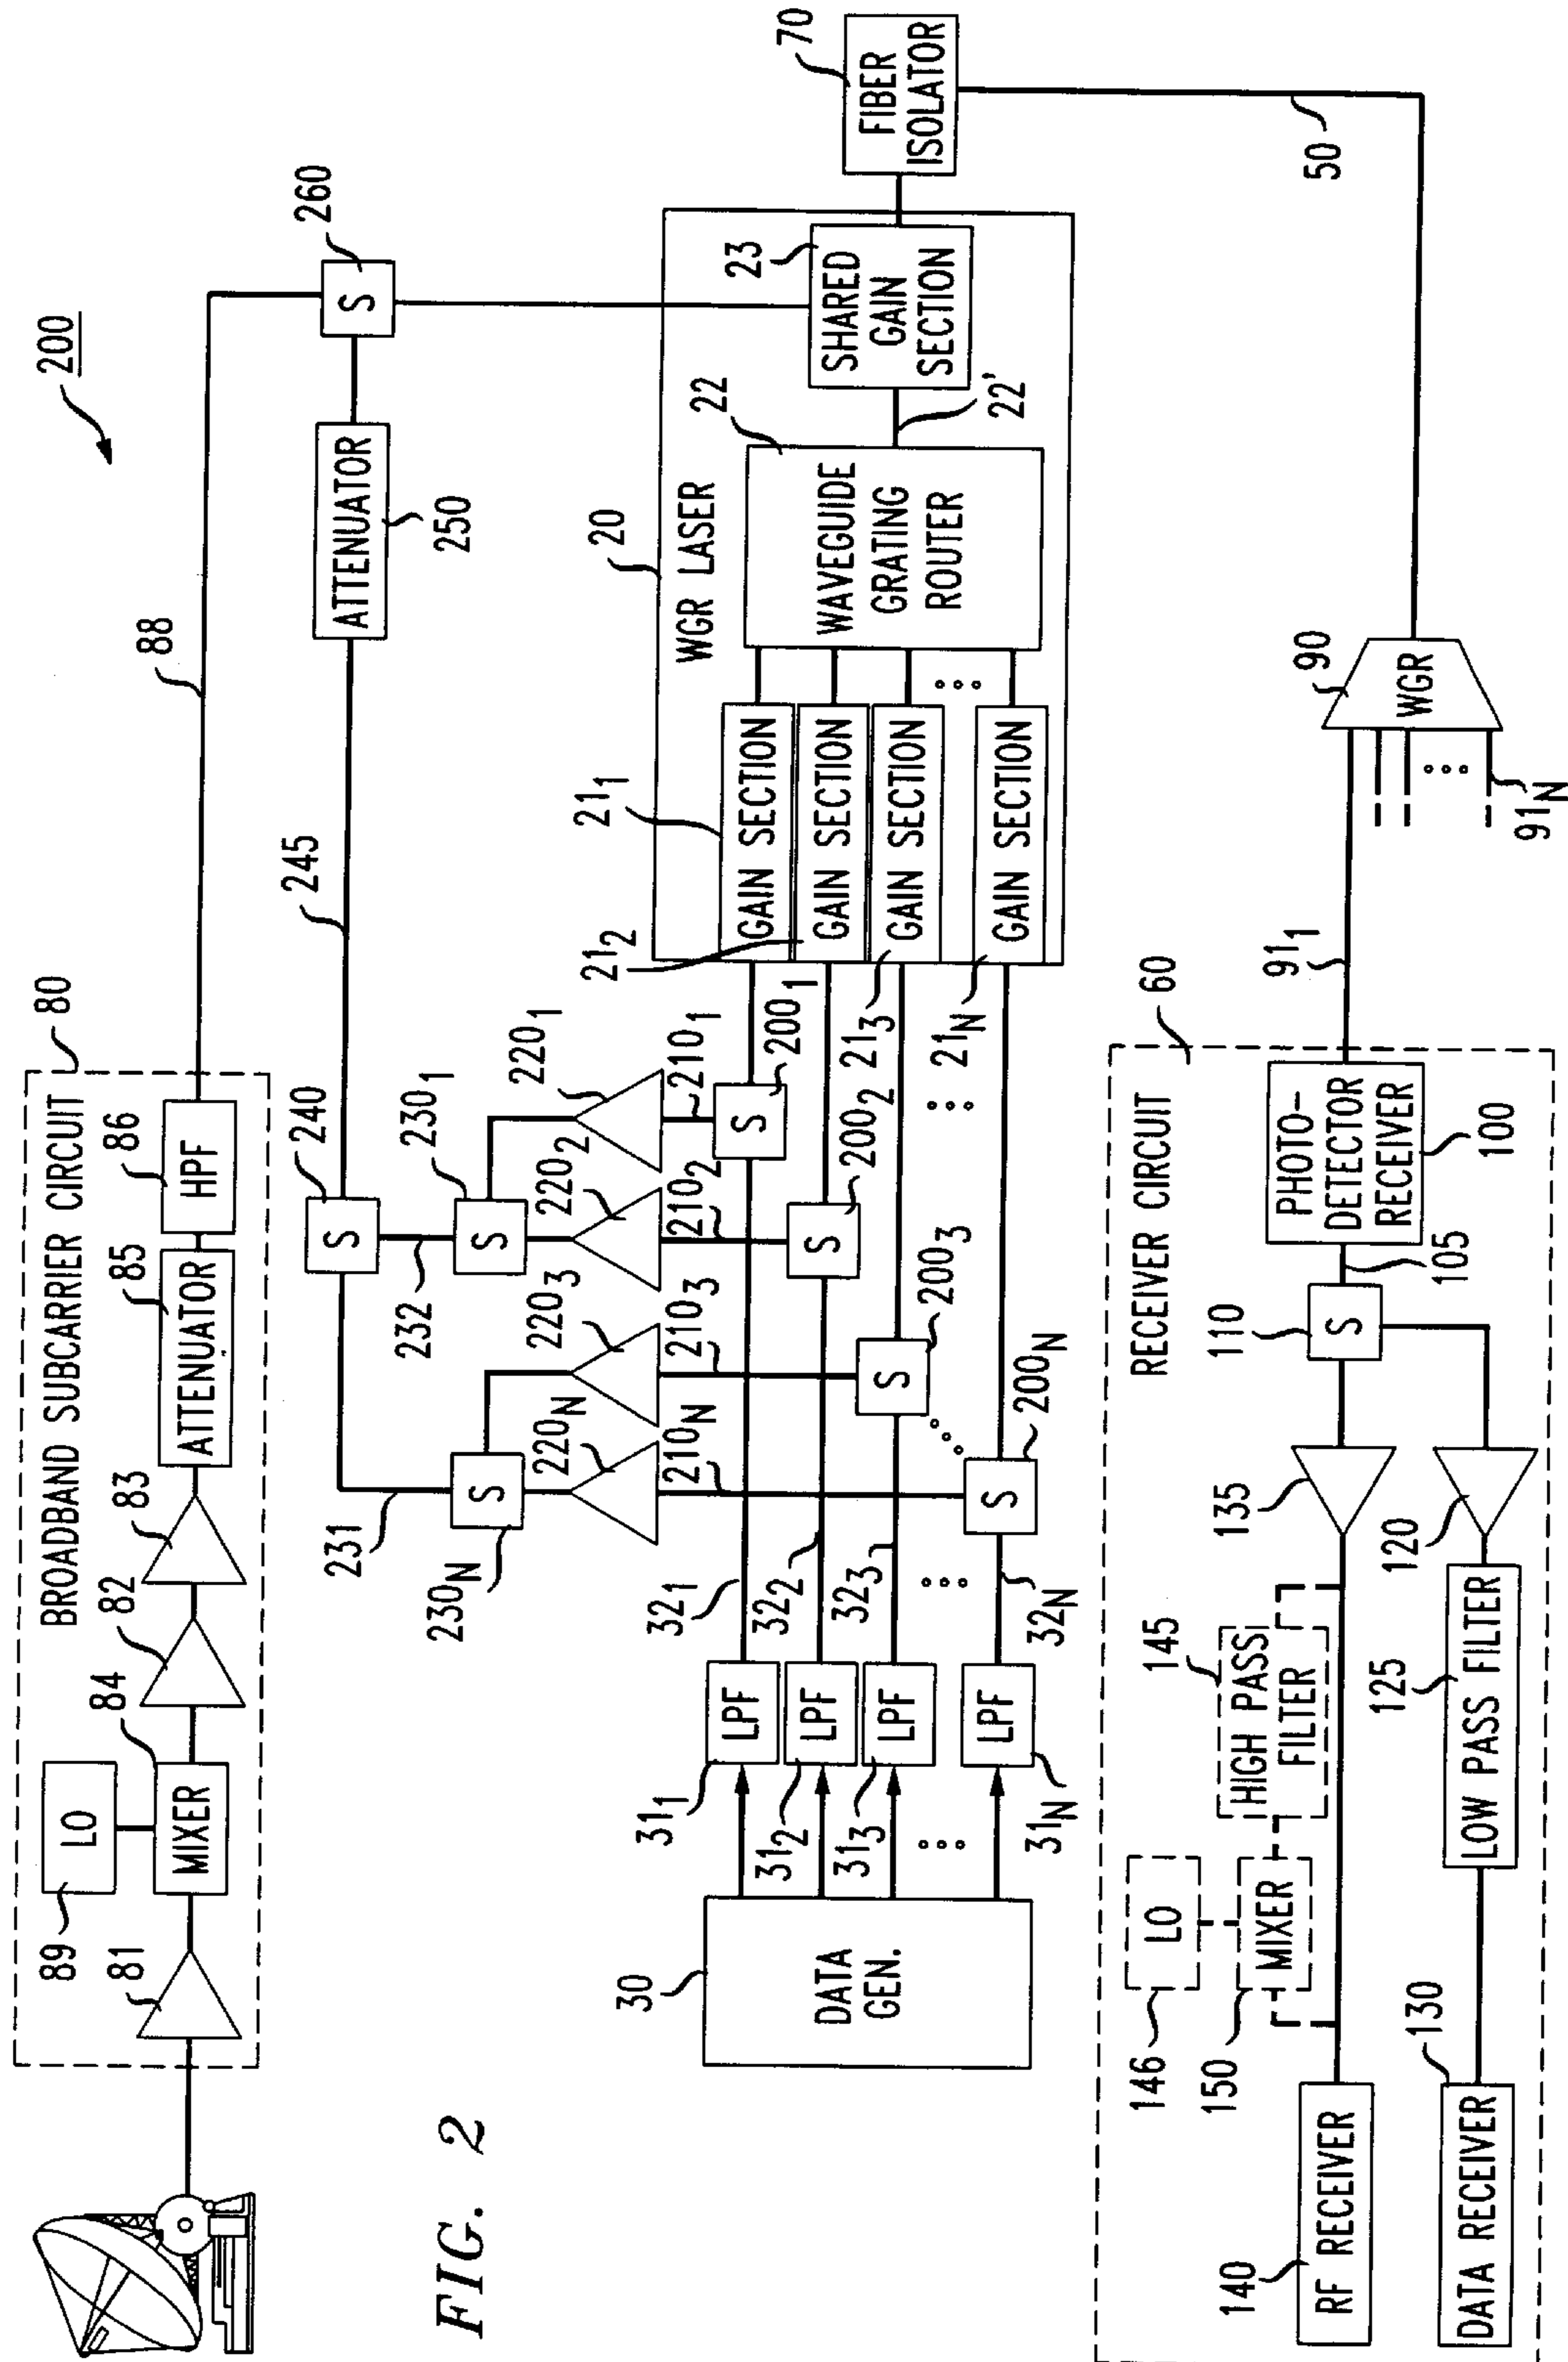 200
80
BROADBAND SUBCARRIER CIRCUIT
89
LO
81
84
MIXER
82
83
85
ATTENUATOR
86
HPF
88
260
S
245
ATTENUATOR
250
240
S
231
232
230N
S
2301
S
220N
2203
2202
2201
210N
2103
2102
2101
S
2001
S
2002
S
2003
S
200N
FIG. 2
30
DATA
GEN.
311
LPF
312
LPF
313
LPF
31N
LPF
321
322
323
32N
20
WGR LASER
211
GAIN SECTION
212
GAIN SECTION
213
GAIN SECTION
21N
GAIN SECTION
22
WAVEGUIDE
GRATING
ROUTER
22'
23
SHARED
GAIN
SECTION
70
FIBER
ISOLATOR
50
60
RECEIVER CIRCUIT
146
LO
150
MIXER
145
HIGH PASS
FILTER
135
110
S
105
PHOTO-
DETECTOR
RECEIVER
100
911
91N
90
WGR
140
RF RECEIVER
130
DATA RECEIVER
125
LOW PASS FILTER
120